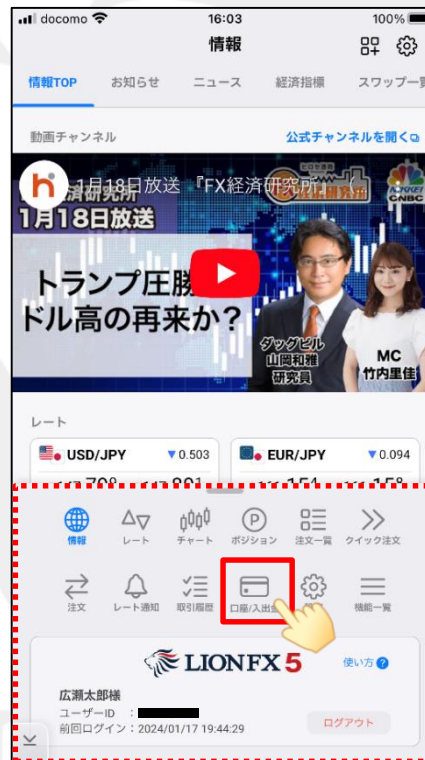 docomo 16:03 100%
情報
情報TOP お知らせ ニュース 経済指標 スワップ一覧
動画チャンネル 公式チャンネルを開く
1月18日放送 『FX経済研究所』
1月18日放送
CNBC
トランプ圧勝
ドル高の再来か?
ダッグビル
山岡和雅
研究員
MC
竹内里佳
レート
USD/JPY ▼0.503 EUR/JPY ▼0.094
情報 レート チャート ポジション 注文一覧 クイック注文
注文 レート通知 取引履歴 口座/入出金 機能一覧
LION FX 5 使い方
広瀬太郎様
ユーザーID :
前回ログイン:2024/01/17 19:44:29 ログアウト